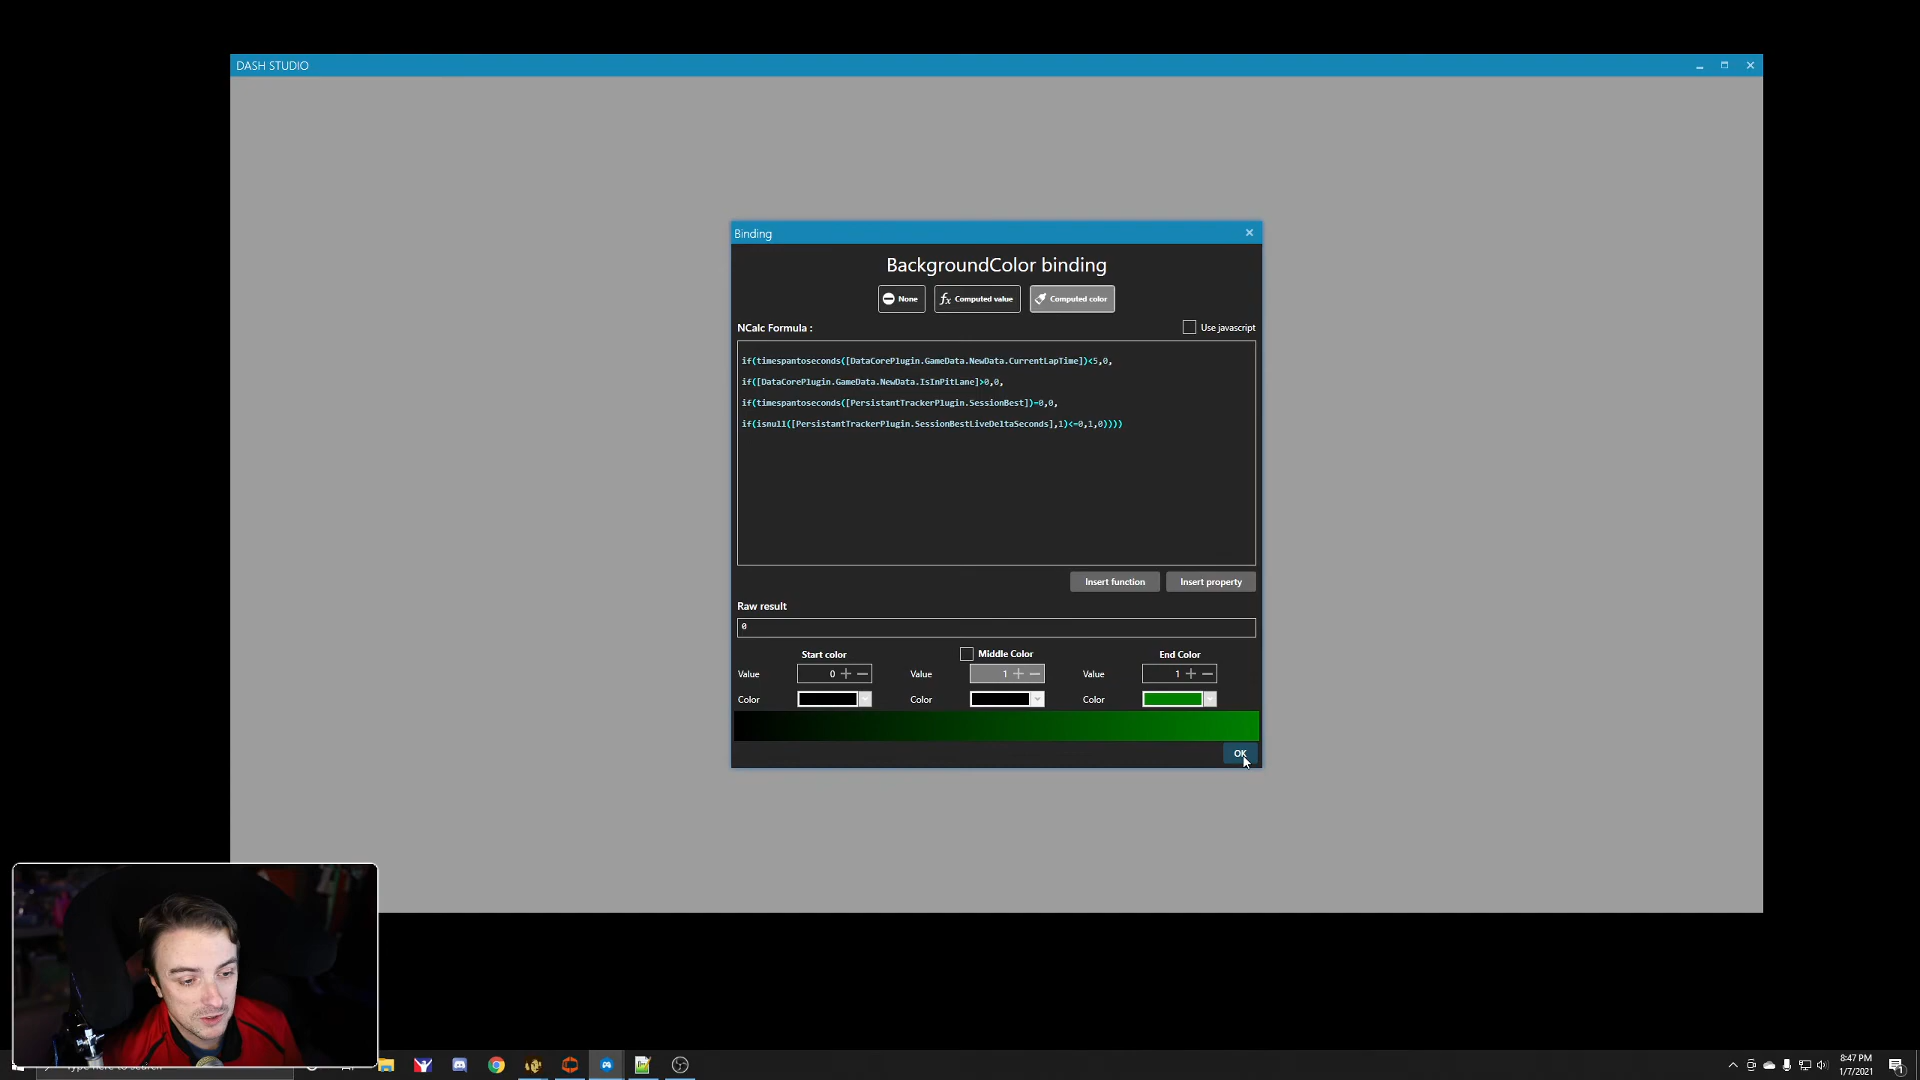 DASH STUDIO
Binding
BackgroundColor binding
None
fx Computed value
Computed color
NCalc Formula :
Use javascript
if(timespantoseconds([DataCorePlugin.GameData.NewData.CurrentLapTime])<5,0,
if([DataCorePlugin.GameData.NewData.IsInPitLane]>0,0,
if(timespantoseconds([PersistantTrackerPlugin.SessionBest])=0,0,
if(isnull([PersistantTrackerPlugin.SessionBestLiveDeltaSeconds],1)<=0,1,0))))
Insert function
Insert property
Raw result
0
Start color
Middle Color
End Color
Value
0
Value
1
Value
1
Color
Color
Color
OK
8:47 PM
1/7/2021